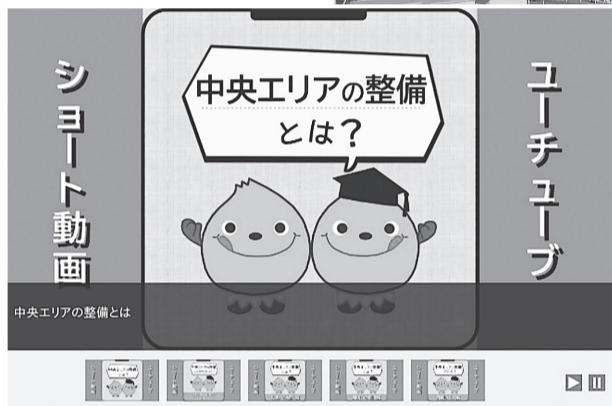 ショート動画
中央エリアの整備
とは？
ユーチューブ
中央エリアの整備とは